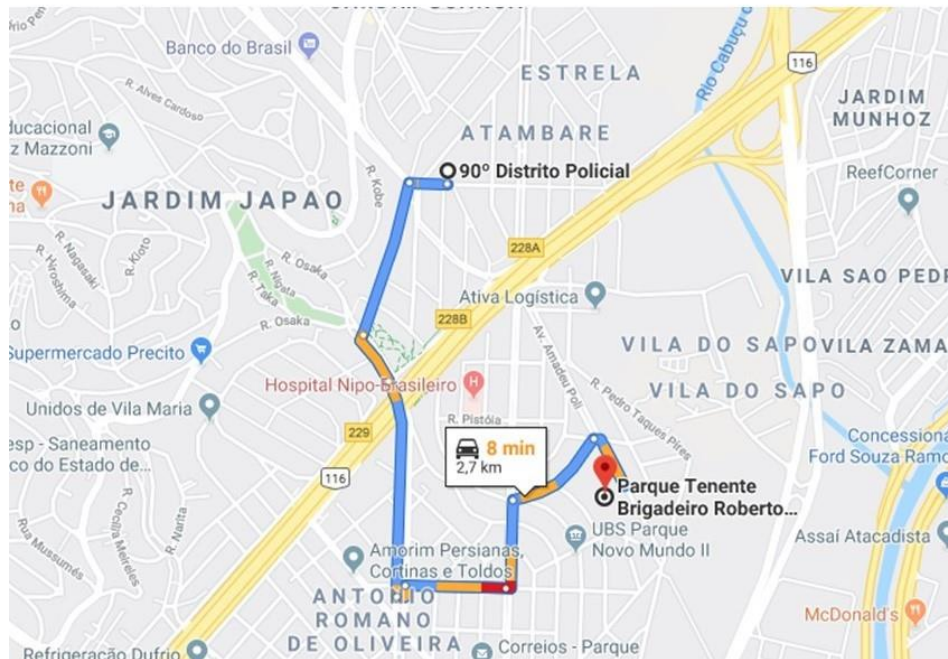 R. Alves Cardoso
Banco do Brasil
ESTRELA
Rio Cabuçu
116
JARDIM
MUNHOZ
ATAMBARE
ducacional
z Mazzoni
90º Distrito Policial
R. Kobe
ReefCorner
JARDIM JAPAO
R. Kioto
R. Nagasaki
R. Hiroshima
R. Osaka
R. Nigata
R. Taka
R. Osaka
228A
228B
Ativa Logística
VILA SAO PED
Av. Amadeu Poli
VILA DO SAPO
VILA ZAMA
VILA DO SAPO
Supermercado Precito
Hospital Nipo-Brasileiro
R. Pedro Taques Pires
Unidos de Vila Maria
R. Pistóia
229
esp - Saneamento
co do Estado de...
8 min
2,7 km
116
Concessioná
Ford Souza Ramo
Parque Tenente
Brigadeiro Roberto...
R. Narita
R. Cecília Meireles
Rua Mussumés
UBS Parque
Novo Mundo II
Assaí Atacadista
Amorim Persianas,
Cortinas e Toldos
ANTONIO
ROMANO
DE OLIVEIRA
McDonald's
Correios - Parque
Refrigeração Dufrio